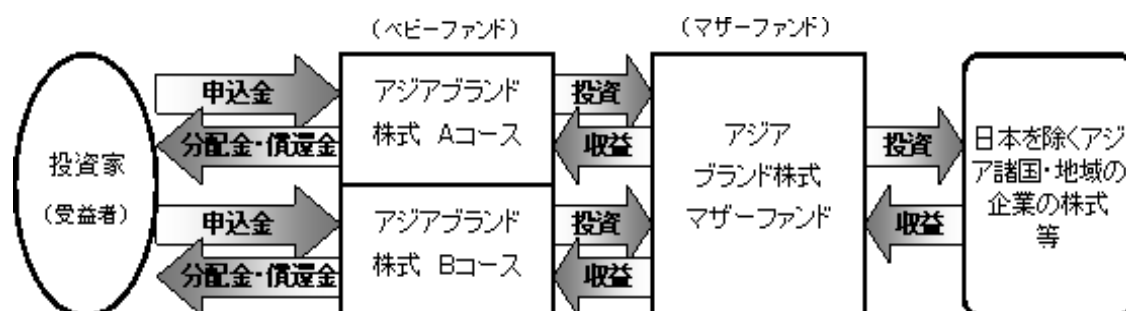 （ベビーファンド）
（マザーファンド）
投資家
（受益者）
申込金
分配金・償還金
申込金
分配金・償還金
アジアブランド
株式 Aコース
アジアブランド
株式 Bコース
投資
収益
投資
収益
アジア
ブランド株式
マザーファンド
投資
収益
日本を除くアジ
ア諸国・地域の
企業の株式
等